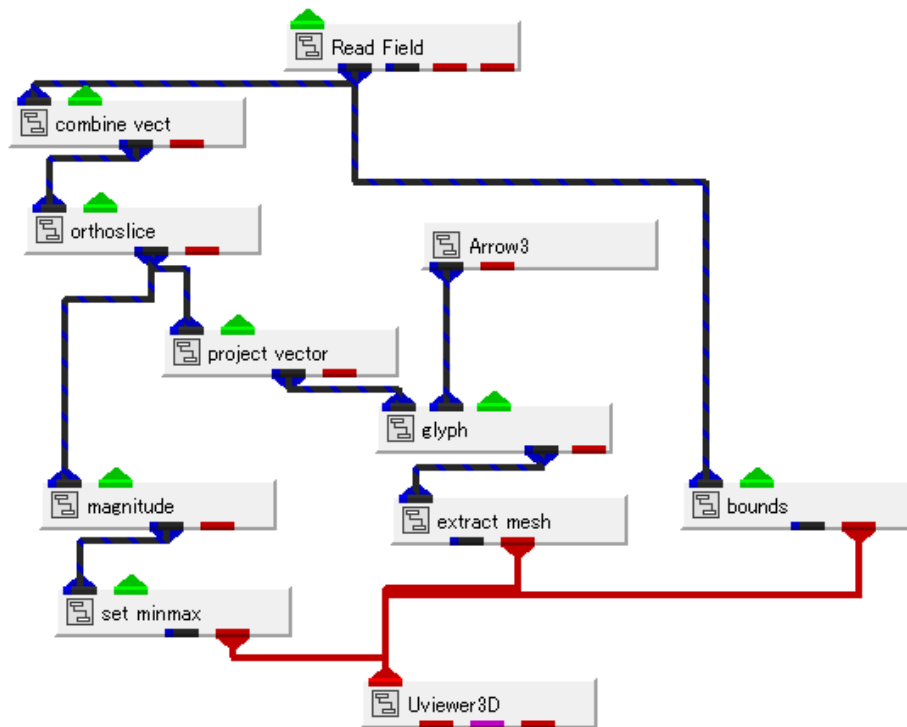 Read Field
combine vect
orthoslice
Arrow3
project vector
glyph
magnitude
extract mesh
bounds
set minmax
Uviewer3D